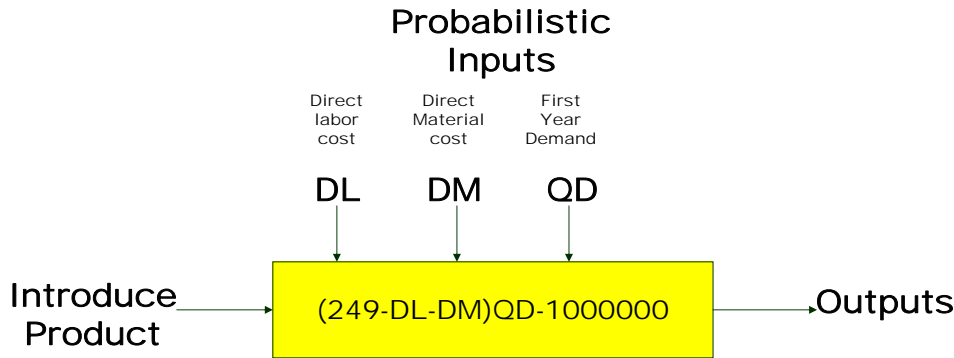 Probabilistic
Inputs
Direct
labor
cost
Direct
Material
cost
First
Year
Demand
DL
DM
QD
Introduce
Product
(249-DL-DM)QD-1000000
Outputs